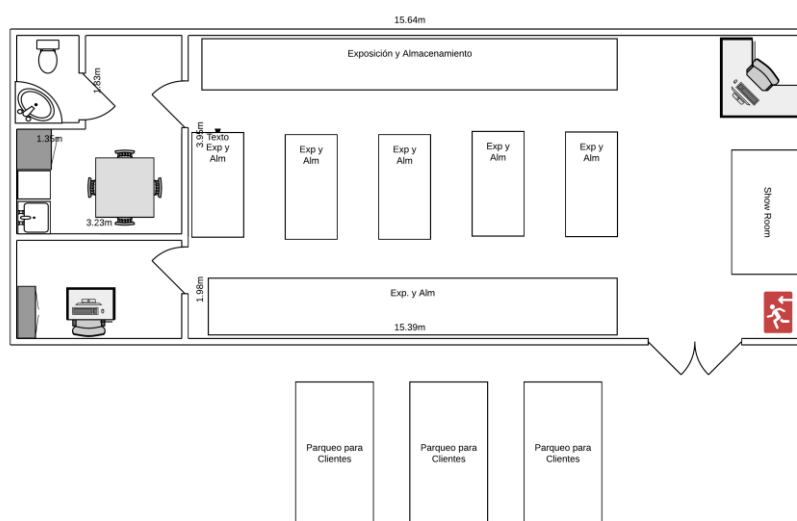 15.64m
Exposición y Almacenamiento
1.83m
1.35m
3.95m
Texto
Exp y
Alm
Exp y
Alm
Exp y
Alm
Exp y
Alm
Exp y
Alm
Show Room
3.23m
1.98m
Exp. y Alm
15.39m
Parqueo para
Clientes
Parqueo para
Clientes
Parqueo para
Clientes